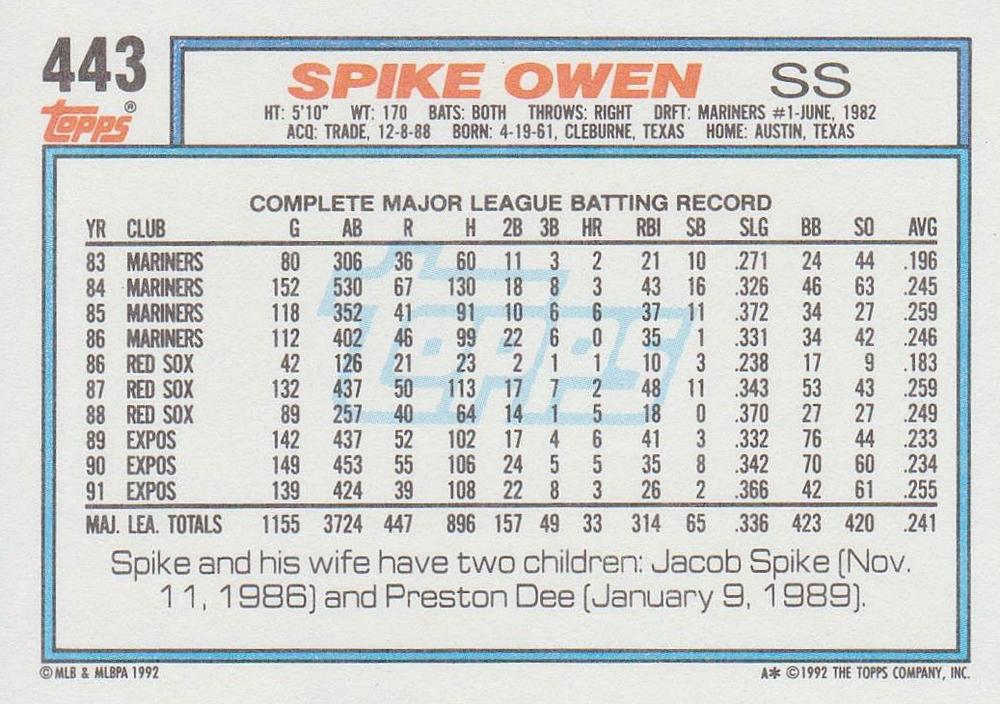 443 SPIKE OWEN SS
Topps®
HT: 5'10" WT: 170 BATS: BOTH THROWS: RIGHT DRFT: MARINERS #1-JUNE, 1982
ACQ: TRADE, 12-8-88 BORN: 4-19-61, CLEBURNE, TEXAS HOME: AUSTIN, TEXAS
COMPLETE MAJOR LEAGUE BATTING RECORD
YR CLUB G AB R H 2B 3B HR RBI SB SLG BB SO AVG
83 MARINERS 80 306 36 60 11 3 2 21 10 .271 24 44 .196
84 MARINERS 152 530 67 130 18 8 3 43 16 .326 46 63 .245
85 MARINERS 118 352 41 91 10 6 6 37 11 .372 34 27 .259
86 MARINERS 112 402 46 99 22 6 0 35 1 .331 34 42 .246
86 RED SOX 42 126 21 23 2 1 1 10 3 .238 17 9 .183
87 RED SOX 132 437 50 113 17 7 2 48 11 .343 53 43 .259
88 RED SOX 89 257 40 64 14 1 5 18 0 .370 27 27 .249
89 EXPOS 142 437 52 102 17 4 6 41 3 .332 76 44 .233
90 EXPOS 149 453 55 106 24 5 5 35 8 .342 70 60 .234
91 EXPOS 139 424 39 108 22 8 3 26 2 .366 42 61 .255
MAJ. LEA. TOTALS 1155 3724 447 896 157 49 33 314 65 .336 423 420 .241
Topps
Spike and his wife have two children: Jacob Spike (Nov.
11, 1986) and Preston Dee (January 9, 1989).
© MLB & MLBPA 1992 A* ©1992 THE TOPPS COMPANY, INC.